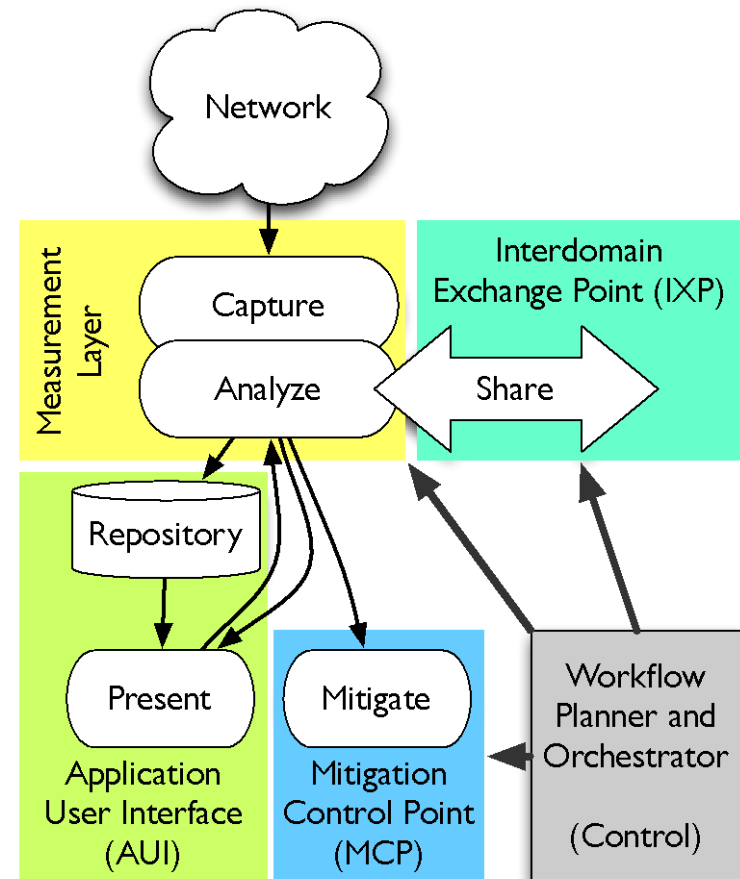 Network
Measurement
Layer
Capture
Analyze
Interdomain
Exchange Point (IXP)
Share
Repository
Present
Application
User Interface
(AUI)
Mitigate
Mitigation
Control Point
(MCP)
Workflow
Planner and
Orchestrator
(Control)